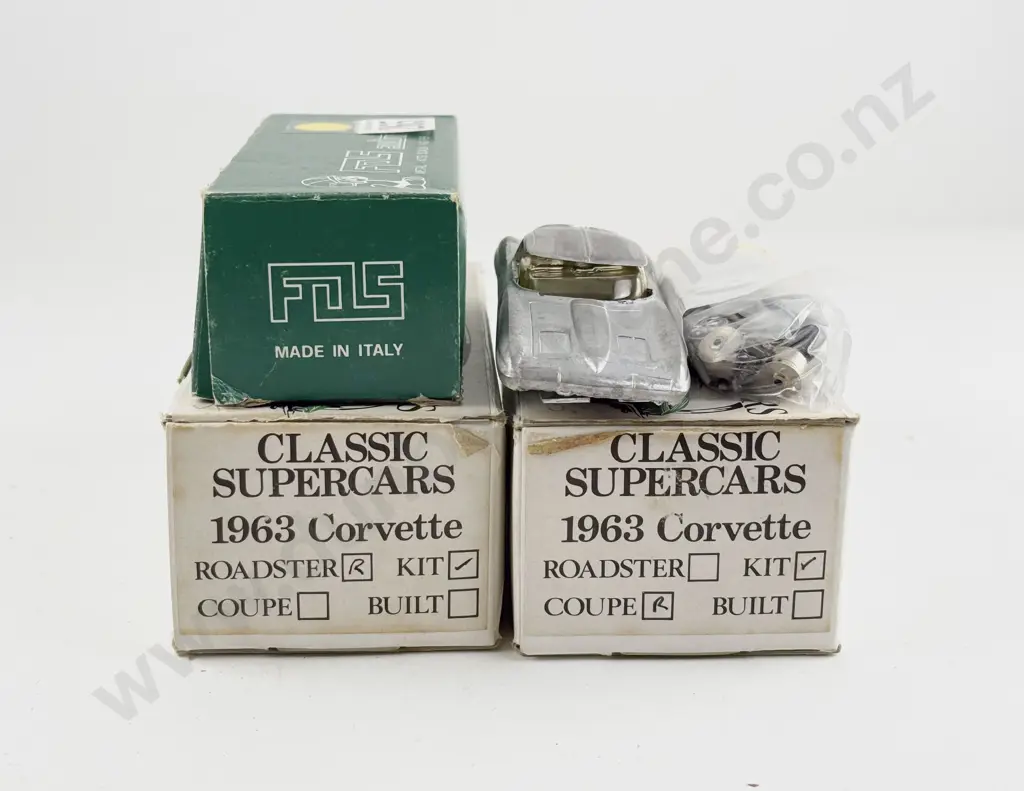 FDS
MADE IN ITALY
CLASSIC
SUPERCARS
1963 Corvette
ROADSTER R KIT ✓
COUPE BUILT
CLASSIC
SUPERCARS
1963 Corvette
ROADSTER KIT ✓
COUPE R BUILT